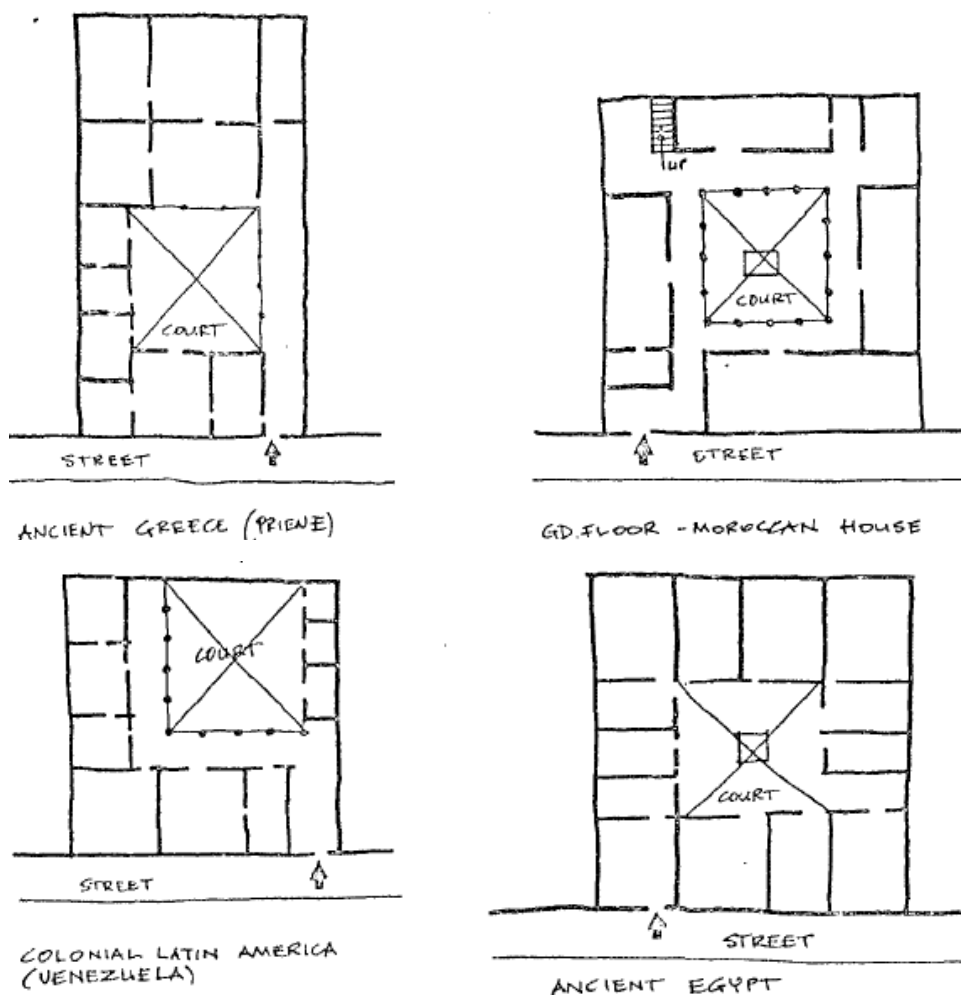 COURT
STREET
ANCIENT GREECE (PRIENE)
UP
COURT
STREET
GD.FLOOR - MOROCCAN HOUSE
COURT
STREET
COLONIAL LATIN AMERICA
(VENEZUELA)
COURT
STREET
ANCIENT EGYPT